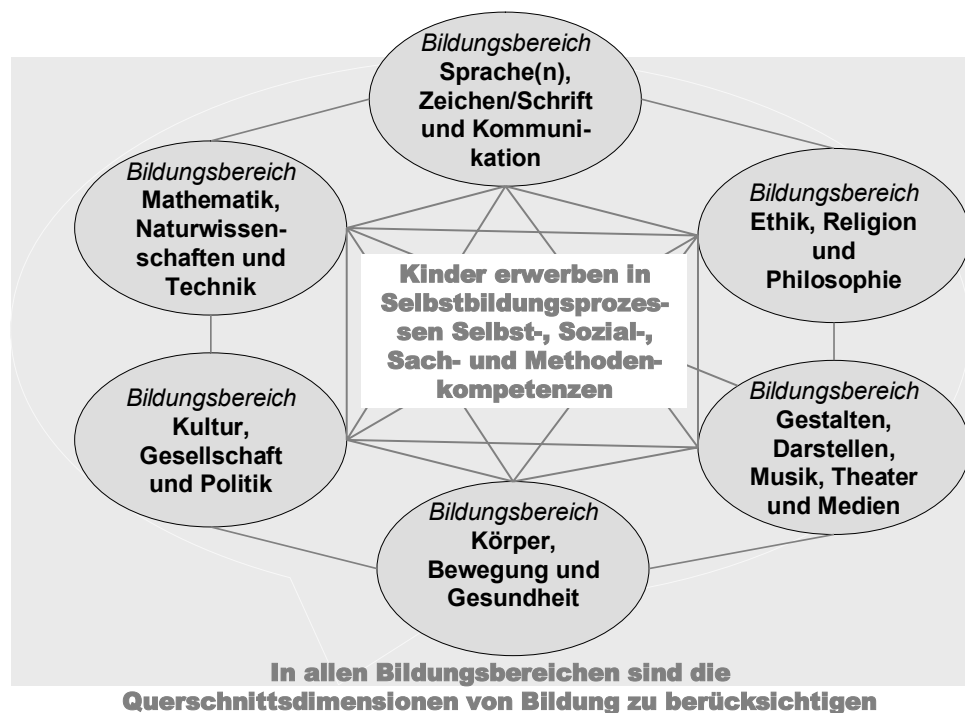 Bildungsbereich
Sprache(n),
Zeichen/Schrift
und Kommuni-
kation
Bildungsbereich
Mathematik,
Naturwissen-
schaften und
Technik
Bildungsbereich
Ethik, Religion
und
Philosophie
Kinder erwerben in
Selbstbildungsprozes-
sen Selbst-, Sozial-,
Sach- und Methoden-
kompetenzen
Bildungsbereich
Kultur,
Gesellschaft
und Politik
Bildungsbereich
Gestalten,
Darstellen,
Musik, Theater
und Medien
Bildungsbereich
Körper,
Bewegung und
Gesundheit
In allen Bildungsbereichen sind die
Querschnittsdimensionen von Bildung zu berücksichtigen